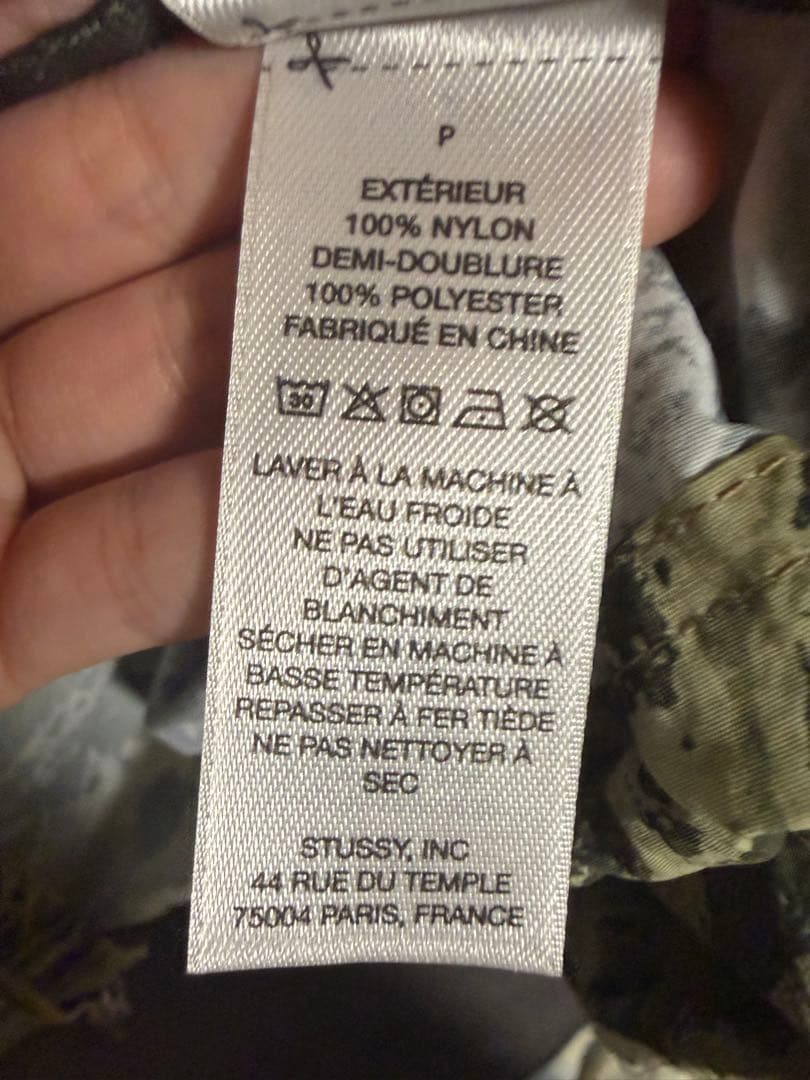 P
EXTÉRIEUR
100% NYLON
DEMI-DOUBLURE
100% POLYESTER
FABRIQUÉ EN CHINE
30
LAVER À LA MACHINE À
L'EAU FROIDE
NE PAS UTILISER
D'AGENT DE
BLANCHIMENT
SÉCHER EN MACHINE À
BASSE TEMPÉRATURE
REPASSER À FER TIÈDE
NE PAS NETTOYER À
SEC
STUSSY, INC
44 RUE DU TEMPLE
75004 PARIS, FRANCE